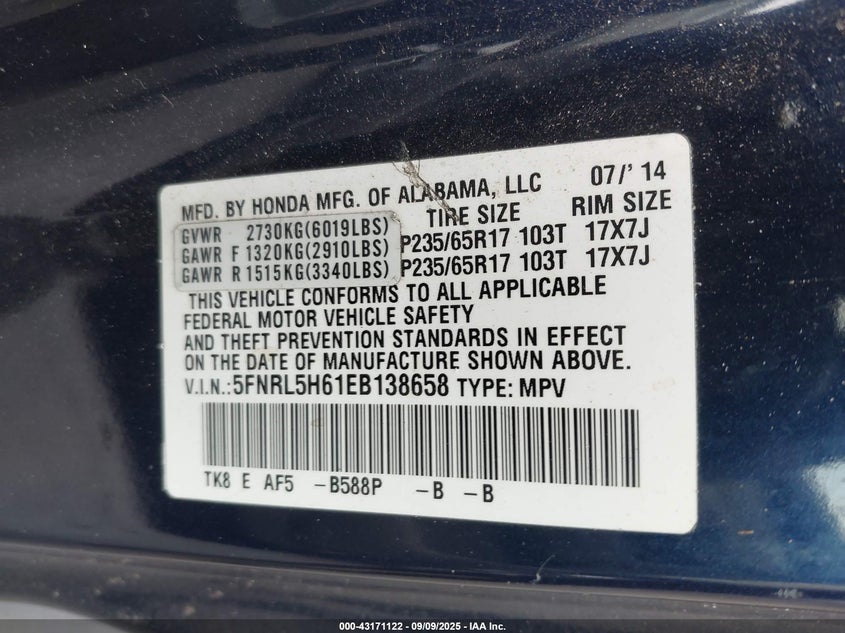 MFD. BY HONDA MFG. OF ALABAMA, LLC 07/' 14
TIRE SIZE RIM SIZE
GVWR 2730KG(6019LBS)
GAWR F 1320KG(2910LBS) P235/65R17 103T 17X7J
GAWR R 1515KG(3340LBS) P235/65R17 103T 17X7J
THIS VEHICLE CONFORMS TO ALL APPLICABLE
FEDERAL MOTOR VEHICLE SAFETY
AND THEFT PREVENTION STANDARDS IN EFFECT
ON THE DATE OF MANUFACTURE SHOWN ABOVE.
V.I.N.:5FNRL5H61EB138658 TYPE: MPV
TK8 E AF5 -B588P -B -B
000-43171122 - 09/09/2025 - IAA Inc.